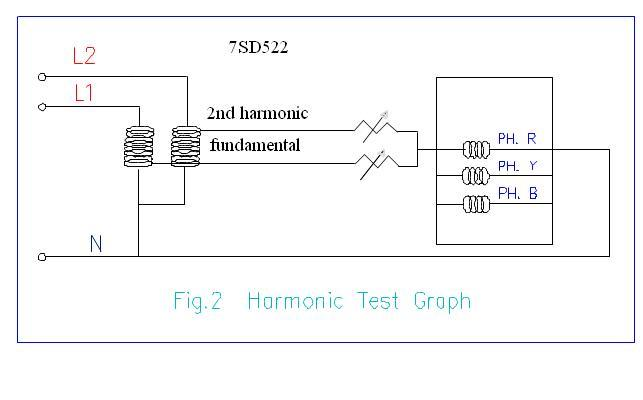 7SD522
L2
L1
2nd harmonic
fundamental
PH. R
PH. Y
PH. B
N
Fig.2 Harmonic Test Graph